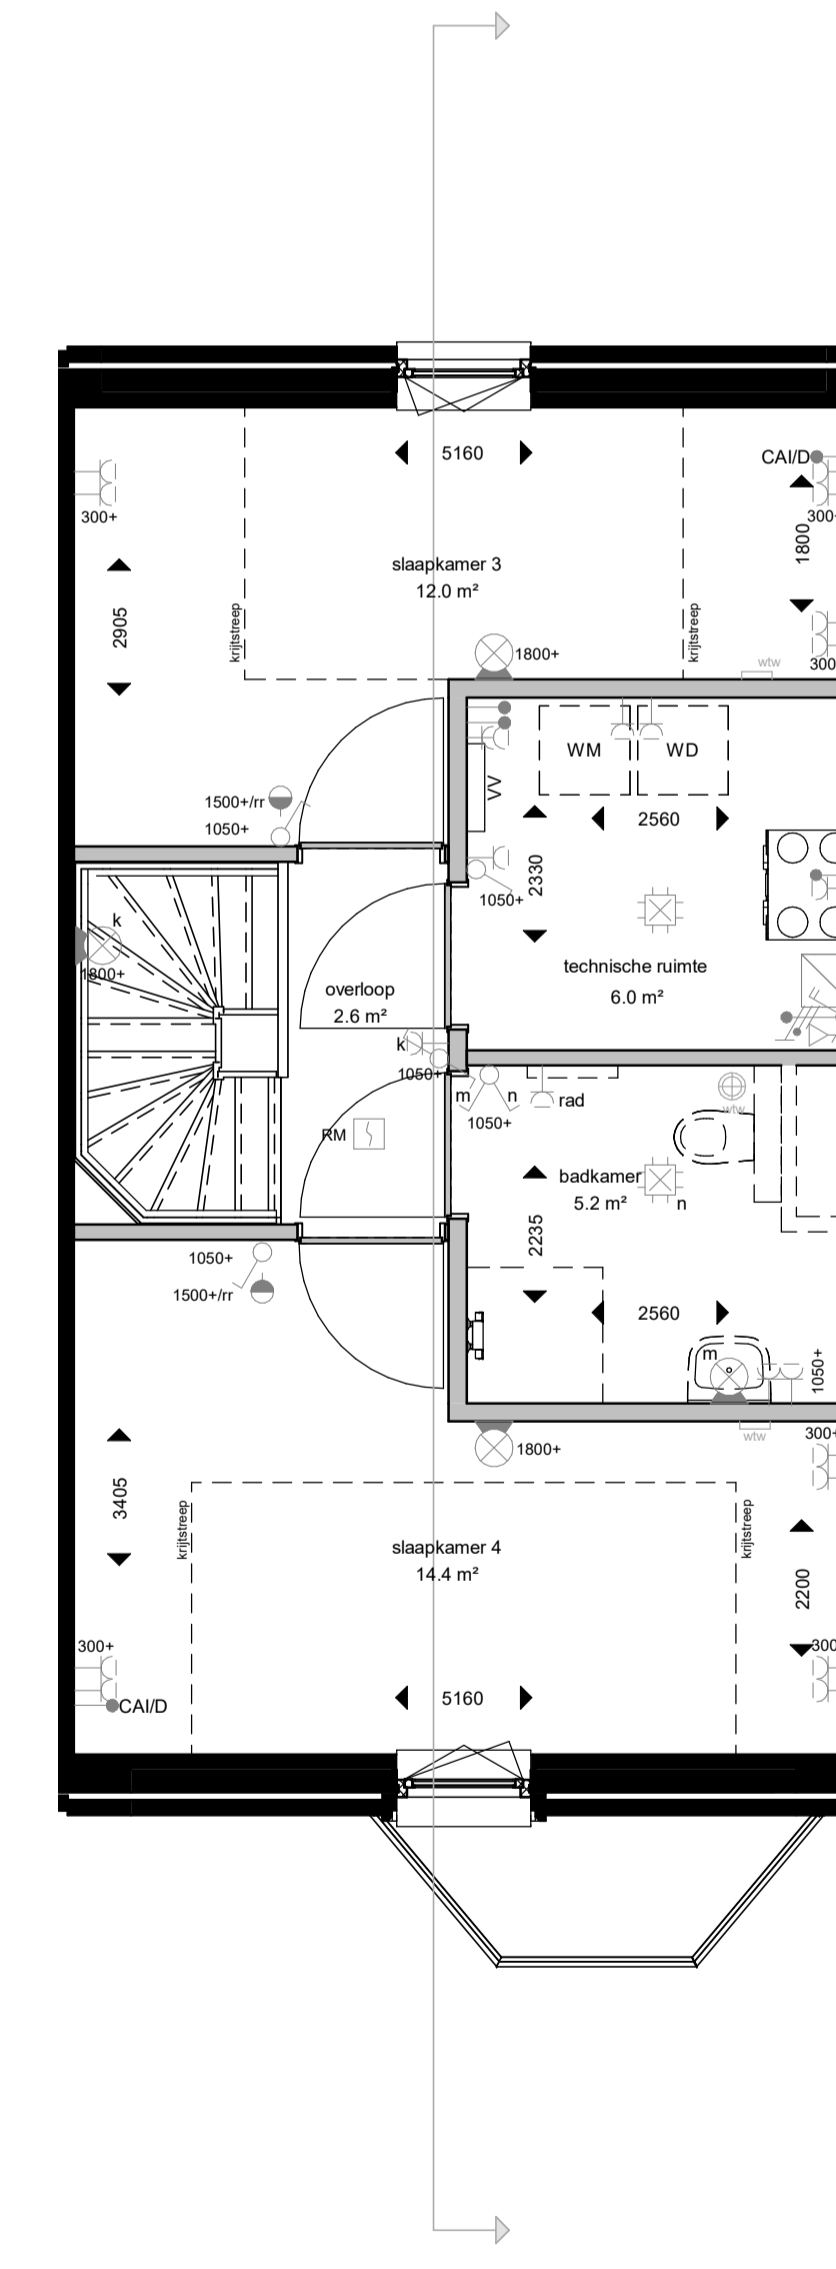 5160
CAI/D
300+
300
1800
slaapkamer 3
12.0 m²
2905
krijtstreep
krijtstreep
1800+
wtw
300
WM
WD
VV
1500+/rr
1050+
2560
2330
1050+
k
1800+
technische ruimte
6.0 m²
overloop
2.6 m²
k
1050+
m
n
rad
1050+
wtw
RM
badkamer
5.2 m²
n
2235
1050+
1500+/rr
2560
m
1050+
1800+
wtw
300+
3405
krijtstreep
krijtstreep
slaapkamer 4
14.4 m²
2200
300+
300
CAI/D
5160